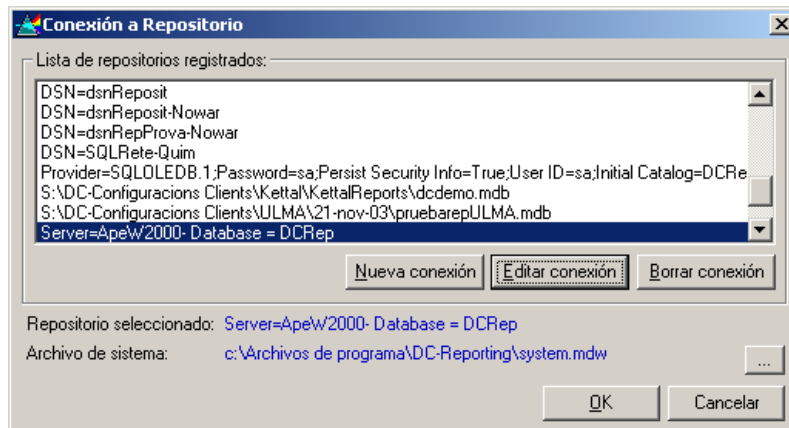 Conexión a Repositorio
Lista de repositorios registrados:
DSN=dsnReposit
DSN=dsnReposit-Nowar
DSN=dsnRepProva-Nowar
DSN=SQLRete-Quim
Provider=SQLOLEDB.1;Password=sa;Persist Security Info=True;User ID=sa;Initial Catalog=DCRe
S:\DC-Configuracions Clients\Kettal\KettalReports\dcdemo.mdb
S:\DC-Configuracions Clients\ULMA\21-nov-03\pruebarepULMA.mdb
Server=ApeW2000- Database = DCRep
Nueva conexión Editar conexión Borrar conexión
Repositorio seleccionado: Server=ApeW2000- Database = DCRep
Archivo de sistema: c:\Archivos de programa\DC-Reporting\system.mdw
...
OK Cancelar